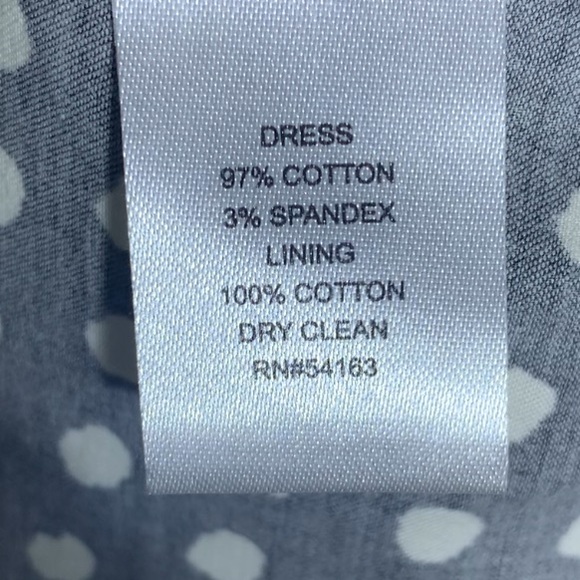 DRESS
97% COTTON
3% SPANDEX
LINING
100% COTTON
DRY CLEAN
RN#54163